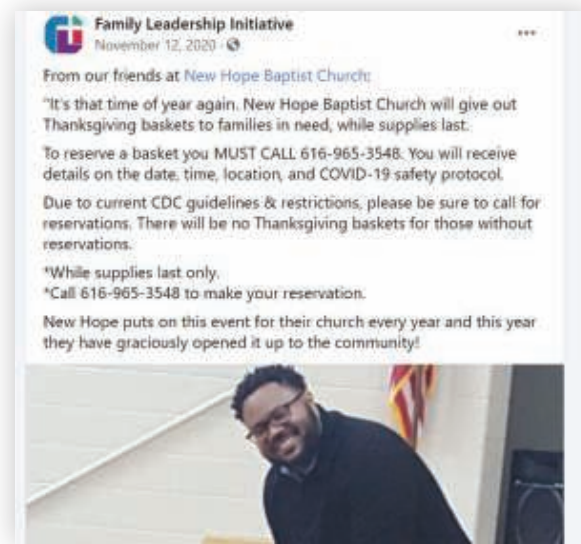 Family Leadership Initiative
November 12, 2020
From our friends at New Hope Baptist Church:
"It's that time of year again. New Hope Baptist Church will give out
Thanksgiving baskets to families in need, while supplies last.
To reserve a basket you MUST CALL 616-965-3548. You will receive
details on the date, time, location, and COVID-19 safety protocol.
Due to current CDC guidelines & restrictions, please be sure to call for
reservations. There will be no Thanksgiving baskets for those without
reservations.
*While supplies last only.
*Call 616-965-3548 to make your reservation.
New Hope puts on this event for their church every year and this year
they have graciously opened it up to the community!